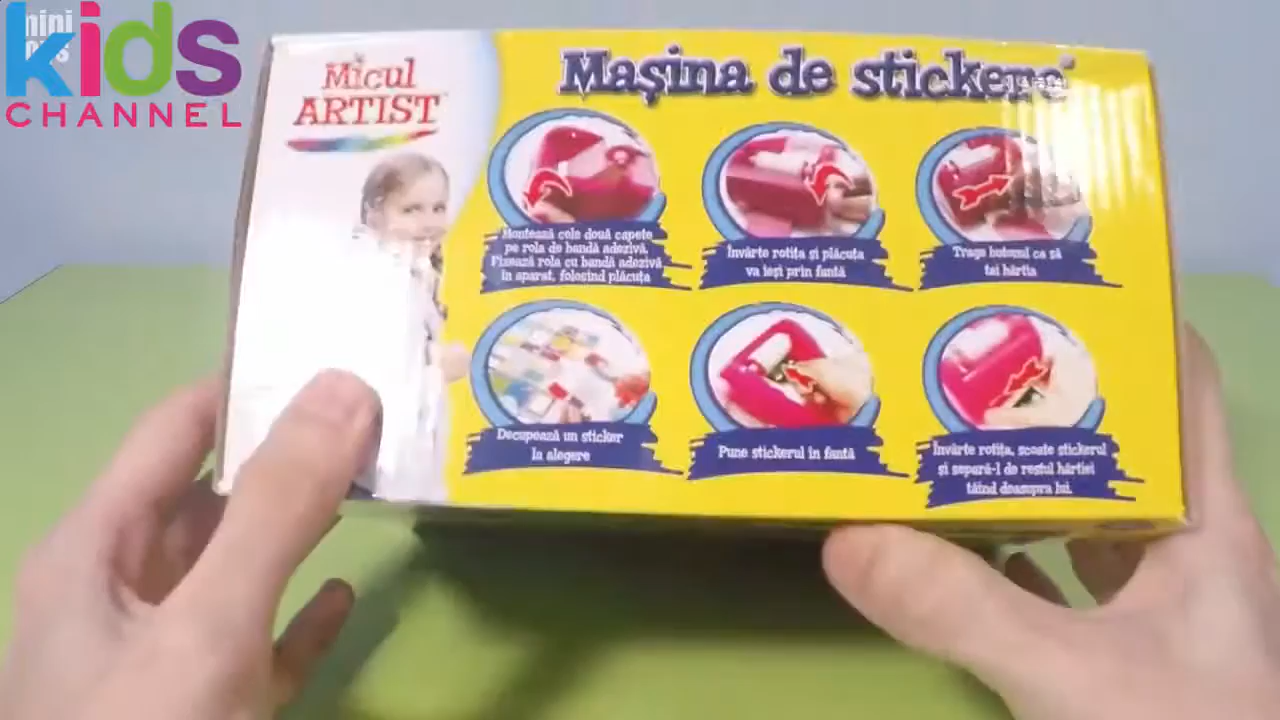 mini
kids
CHANNEL
Micul
ARTIST
Mașina de stickere
Montează cele două capete
pe rola de bandă adezivă.
Fixează rola cu bandă adezivă
în aparat, folosind plăcuța
Învârte rotița și plăcuța
va ieși prin fantă
Trage butonul ca să
tai hârtia
Decupează un sticker
la alegere
Pune stickerul în fantă
Învârte rotița, scoate stickerul
și separă-l de restul hârtiei
tăind deasupra lui.